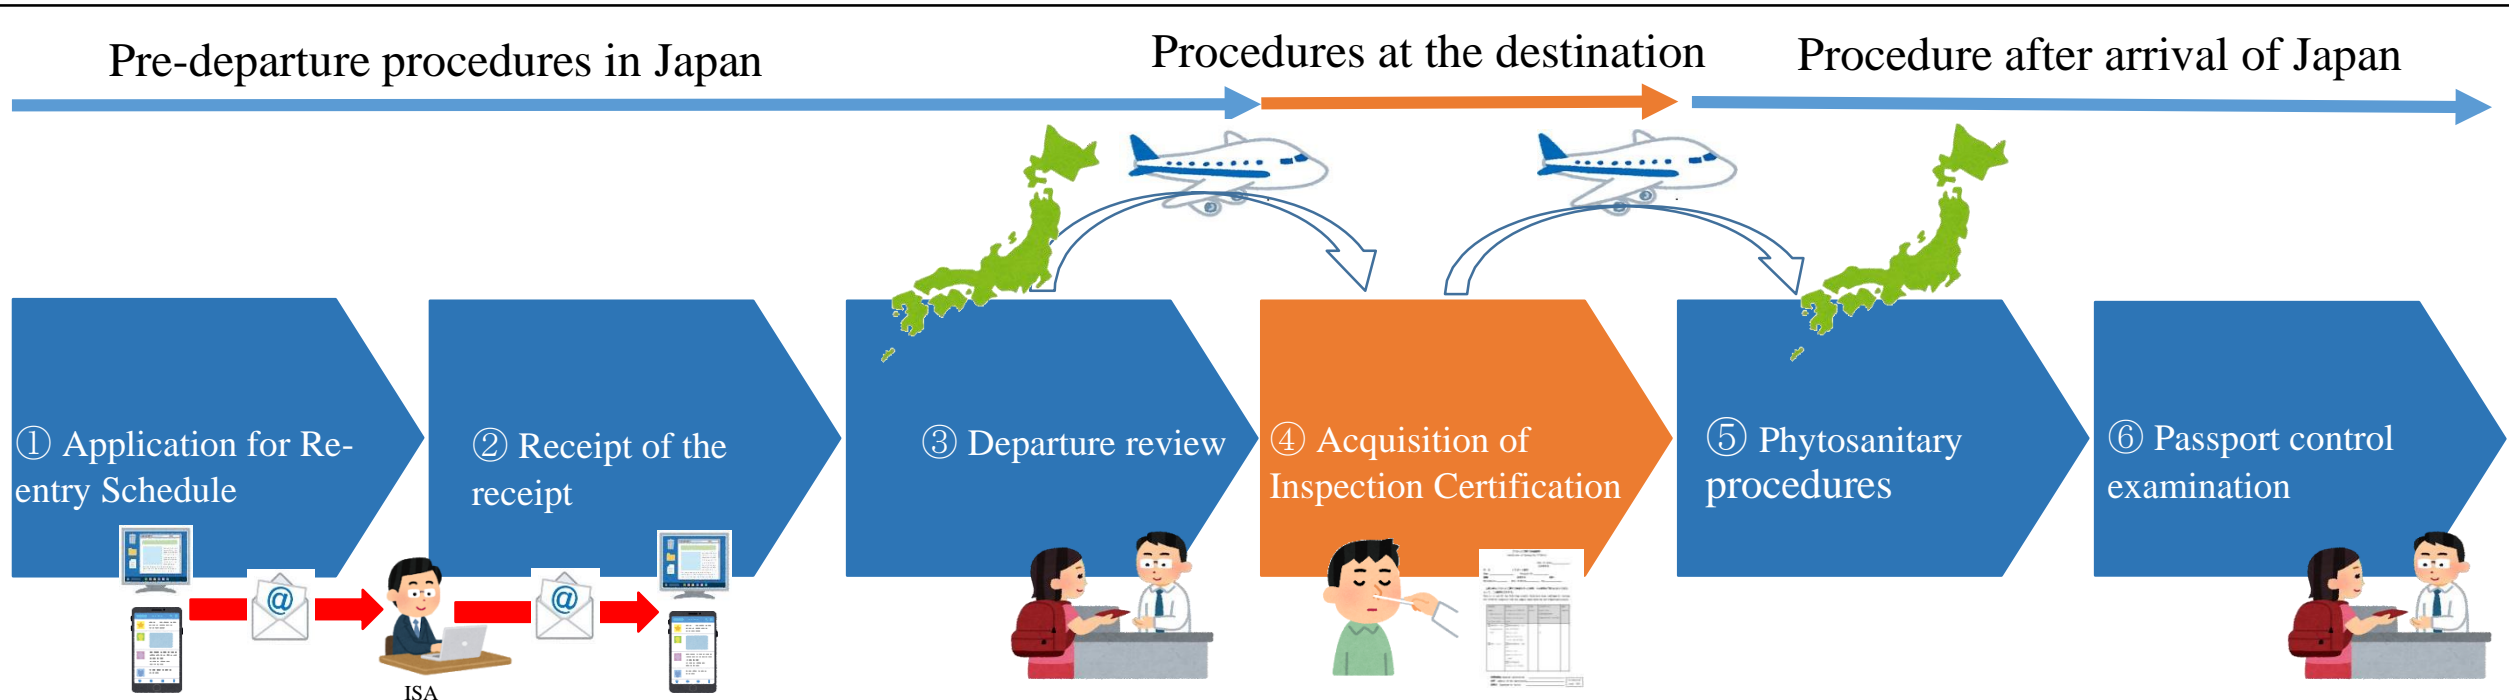 Pre-departure procedures in Japan
Procedures at the destination
Procedure after arrival of Japan
① Application for Re-
entry Schedule
② Receipt of the
receipt
③ Departure review
④ Acquisition of
Inspection Certification
⑤ Phytosanitary
procedures
⑥ Passport control
examination
@
@
ISA